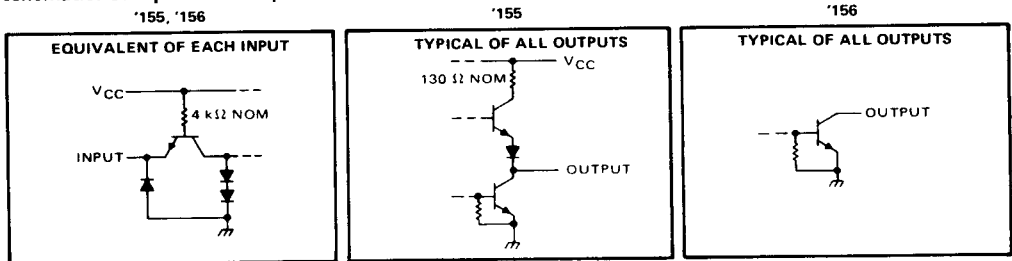 '155, '156
EQUIVALENT OF EACH INPUT
VCC
4 kΩ NOM
INPUT
'155
TYPICAL OF ALL OUTPUTS
VCC
130 Ω NOM
OUTPUT
'156
TYPICAL OF ALL OUTPUTS
OUTPUT